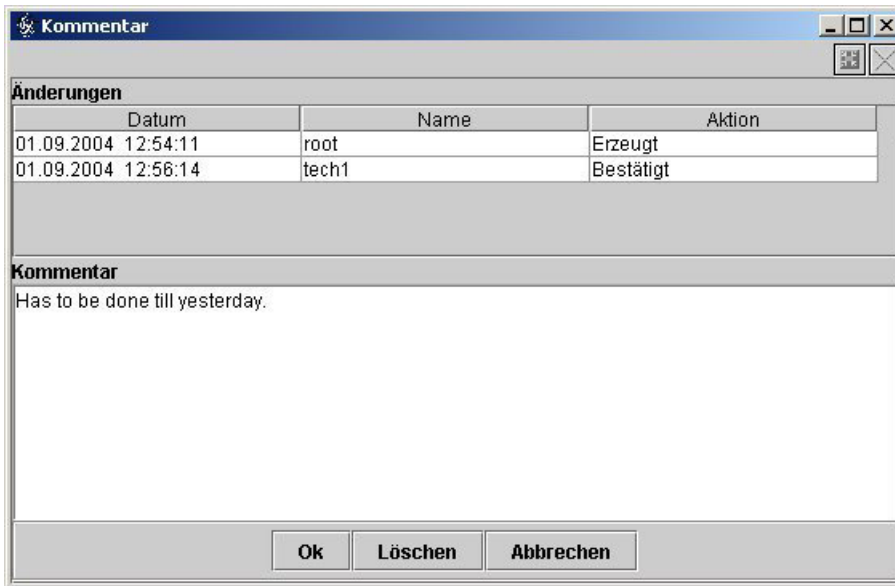 Kommentar
Änderungen
Datum Name Aktion
01.09.2004 12:54:11 root Erzeugt
01.09.2004 12:56:14 tech1 Bestätigt
Kommentar
Has to be done till yesterday.
Ok Löschen Abbrechen